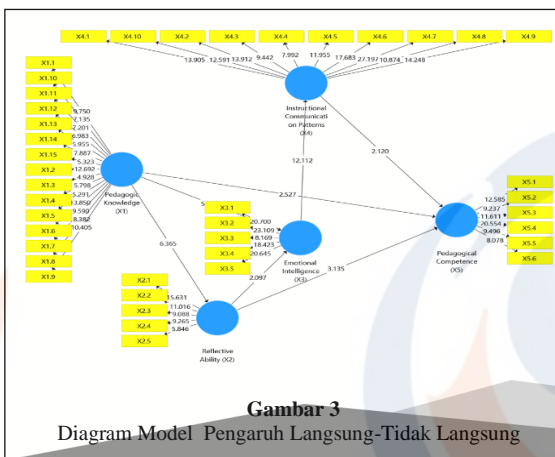 X4.1 X4.10 X4.2 X4.3 X4.4 X4.5 X4.6 X4.7 X4.8 X4.9
13.905 12.591 13.912 9.442 7.992 11.955 17.683 27.197 10.874 14.248
Instructional
Communicati
on Patterns
(X4)
X1.1
X1.10
X1.11
X1.12
X1.13
X1.14
X1.15
X1.2
X1.3
X1.4
X1.5
X1.6
X1.7
X1.8
X1.9
9.750
7.135
7.201
6.983
5.955
7.887
5.323
12.692
4.928
5.798
5.291
13.850
9.599
8.382
10.405
Pedagogic
Knowledge
(X1)
12.112
2.120
2.527
6.365
X3.1
X3.2
X3.3
X3.4
X3.5
20.700
23.109
8.169
18.423
20.645
Emotional
Intelligence
(X3)
2.097
3.135
X5.1
X5.2
X5.3
X5.4
X5.5
X5.6
12.585
9.237
11.611
20.554
9.496
8.078
Pedagogical
Competence
(X5)
X2.1
X2.2
X2.3
X2.4
X2.5
15.631
11.016
9.088
9.265
5.846
Reflective
Ability (X2)
Gambar 3
Diagram Model Pengaruh Langsung-Tidak Langsung